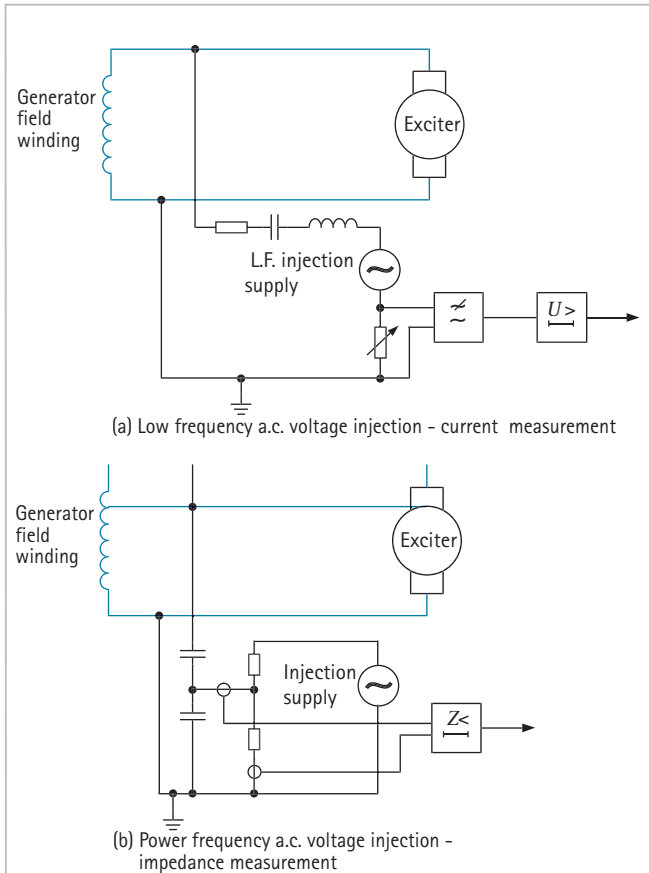 Generator
field
winding
Exciter
L.F. injection
supply
~
≁
~
U>
(a) Low frequency a.c. voltage injection - current measurement
Generator
field
winding
Exciter
Injection
supply
~
Z<
(b) Power frequency a.c. voltage injection -
impedance measurement